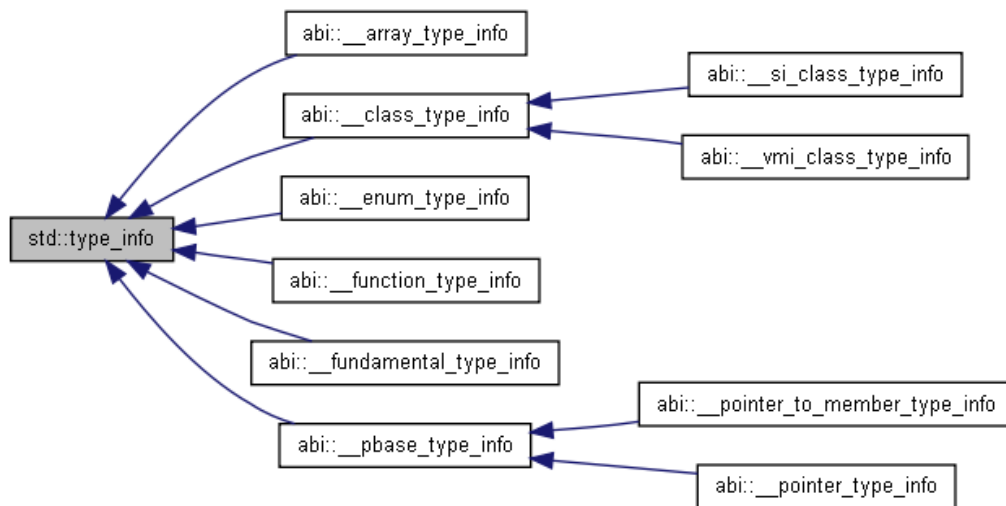 abi::__array_type_info
abi::__si_class_type_info
abi::__class_type_info
abi::__vmi_class_type_info
abi::__enum_type_info
std::type_info
abi::__function_type_info
abi::__fundamental_type_info
abi::__pointer_to_member_type_info
abi::__pbase_type_info
abi::__pointer_type_info